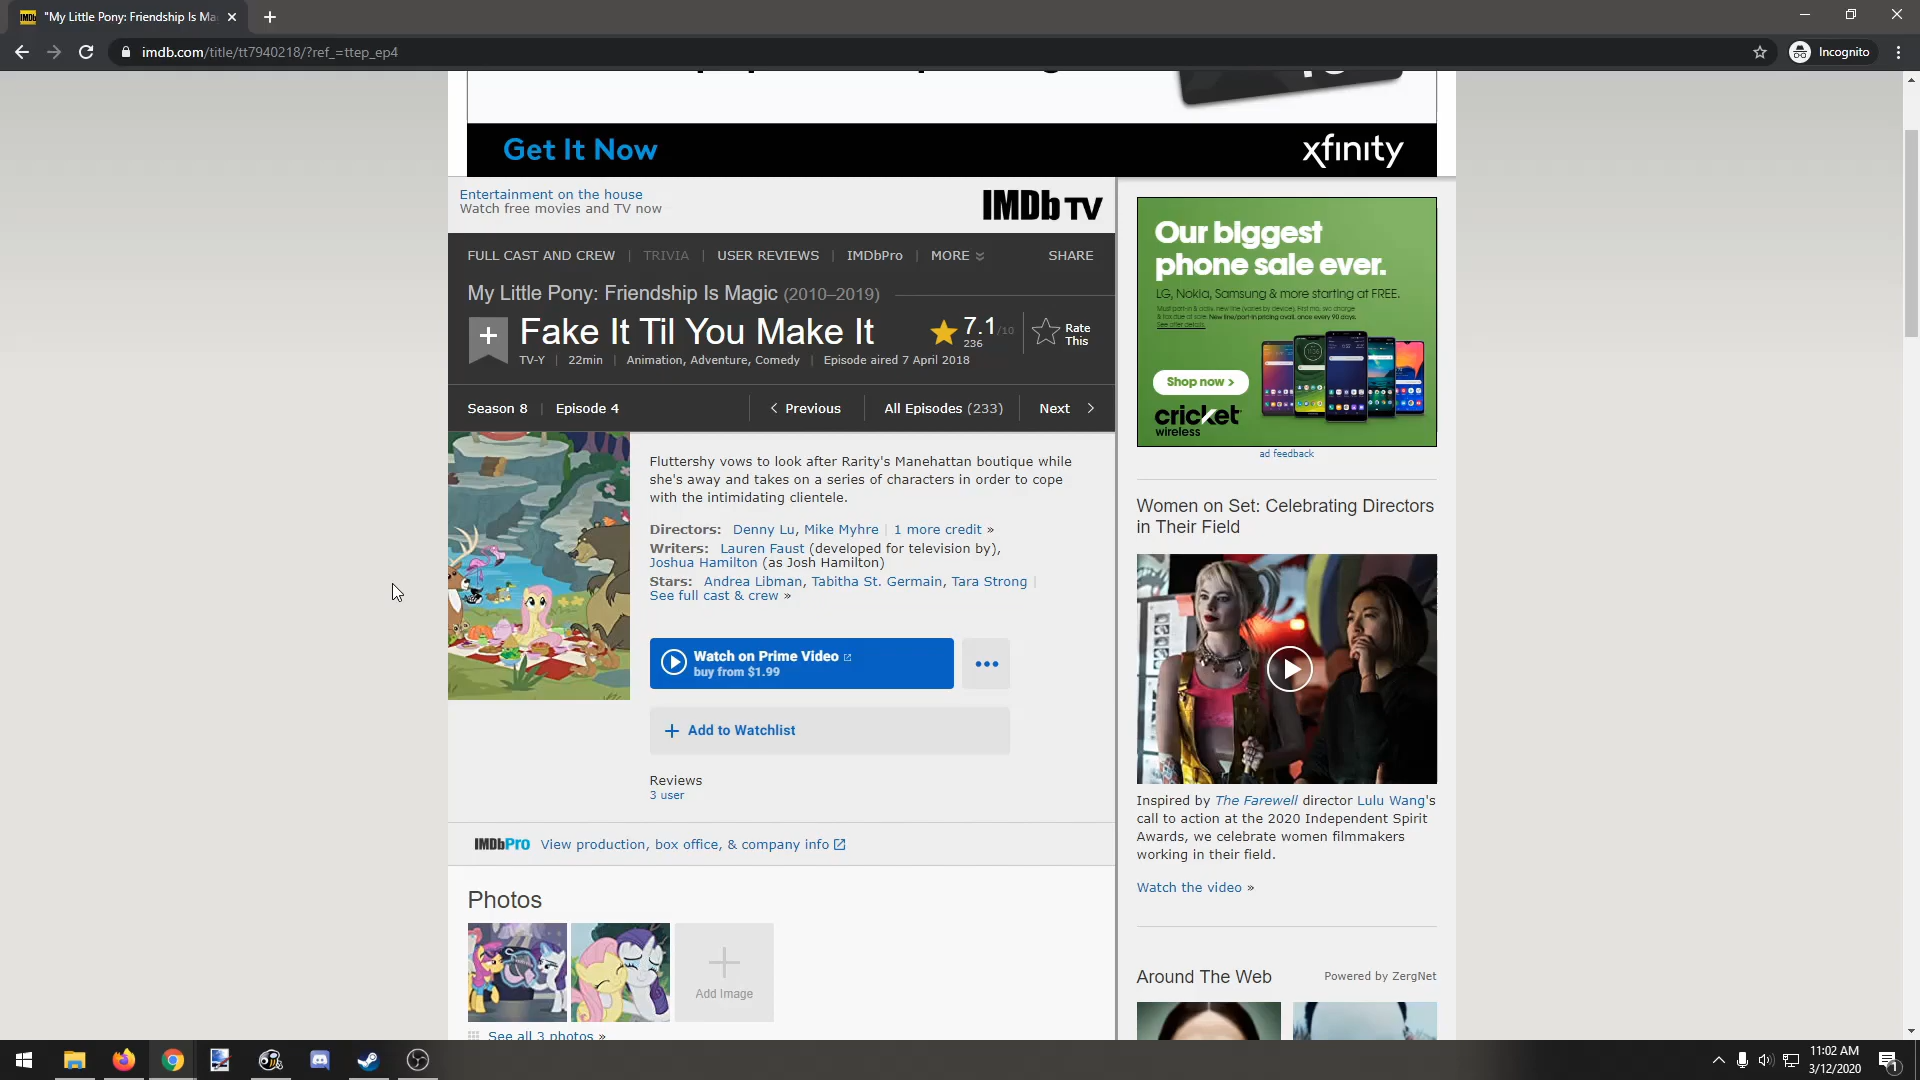 "My Little Pony: Friendship Is Ma
imdb.com/title/tt7940218/?ref_=ttep_ep4
Incognito
Get It Now
xfinity
Entertainment on the house
Watch free movies and TV now
IMDb TV
FULL CAST AND CREW | TRIVIA | USER REVIEWS | IMDbPro | MORE
SHARE
My Little Pony: Friendship Is Magic (2010–2019)
Fake It Til You Make It
7.1/10
236
Rate This
TV-Y | 22min | Animation, Adventure, Comedy | Episode aired 7 April 2018
Season 8 | Episode 4
Previous
All Episodes (233)
Next
Fluttershy vows to look after Rarity's Manehattan boutique while
she's away and takes on a series of characters in order to cope
with the intimidating clientele.
Directors: Denny Lu, Mike Myhre | 1 more credit »
Writers: Lauren Faust (developed for television by),
Joshua Hamilton (as Josh Hamilton)
Stars: Andrea Libman, Tabitha St. Germain, Tara Strong |
See full cast & crew »
Watch on Prime Video
buy from $1.99
Add to Watchlist
Reviews
3 user
IMDbPro View production, box office, & company info
Photos
Add Image
See all 3 photos »
Our biggest
phone sale ever.
LG, Nokia, Samsung & more starting at FREE.
See offer details.
Shop now >
cricket
wireless
ad feedback
Women on Set: Celebrating Directors
in Their Field
Inspired by The Farewell director Lulu Wang's
call to action at the 2020 Independent Spirit
Awards, we celebrate women filmmakers
working in their field.
Watch the video »
Around The Web
Powered by ZergNet
11:02 AM
3/12/2020
1